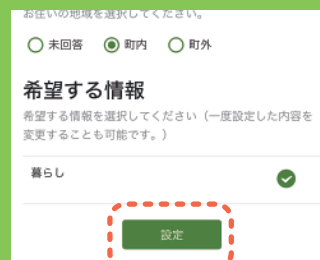 お住いの地域を選択してください。
未回答 町内 町外
希望する情報
希望する情報を選択してください（一度設定した内容を
変更することも可能です。）
暮らし
設定